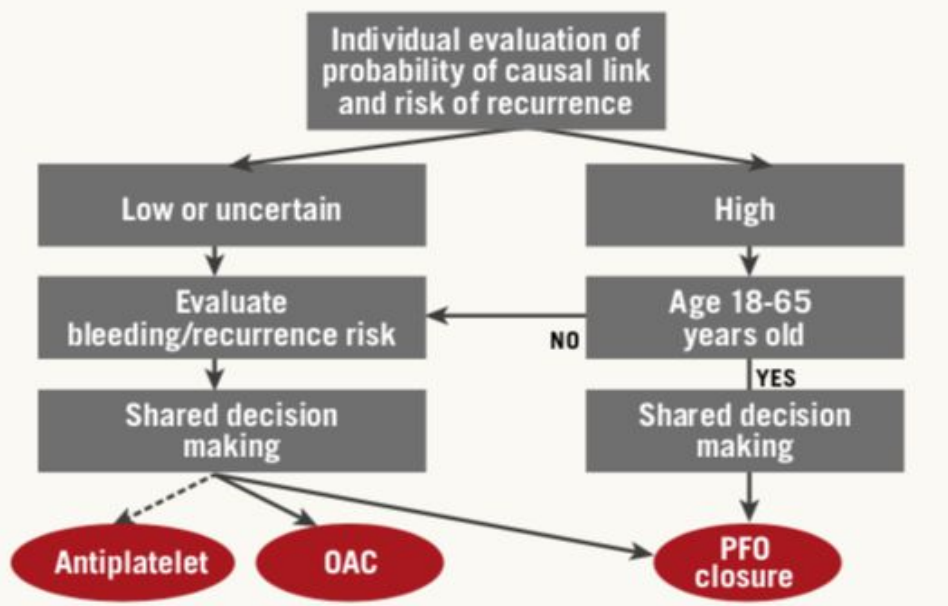 Individual evaluation of
probability of causal link
and risk of recurrence
Low or uncertain
High
Evaluate
bleeding/recurrence risk
NO
Age 18-65
years old
YES
Shared decision
making
Shared decision
making
Antiplatelet
OAC
PFO
closure